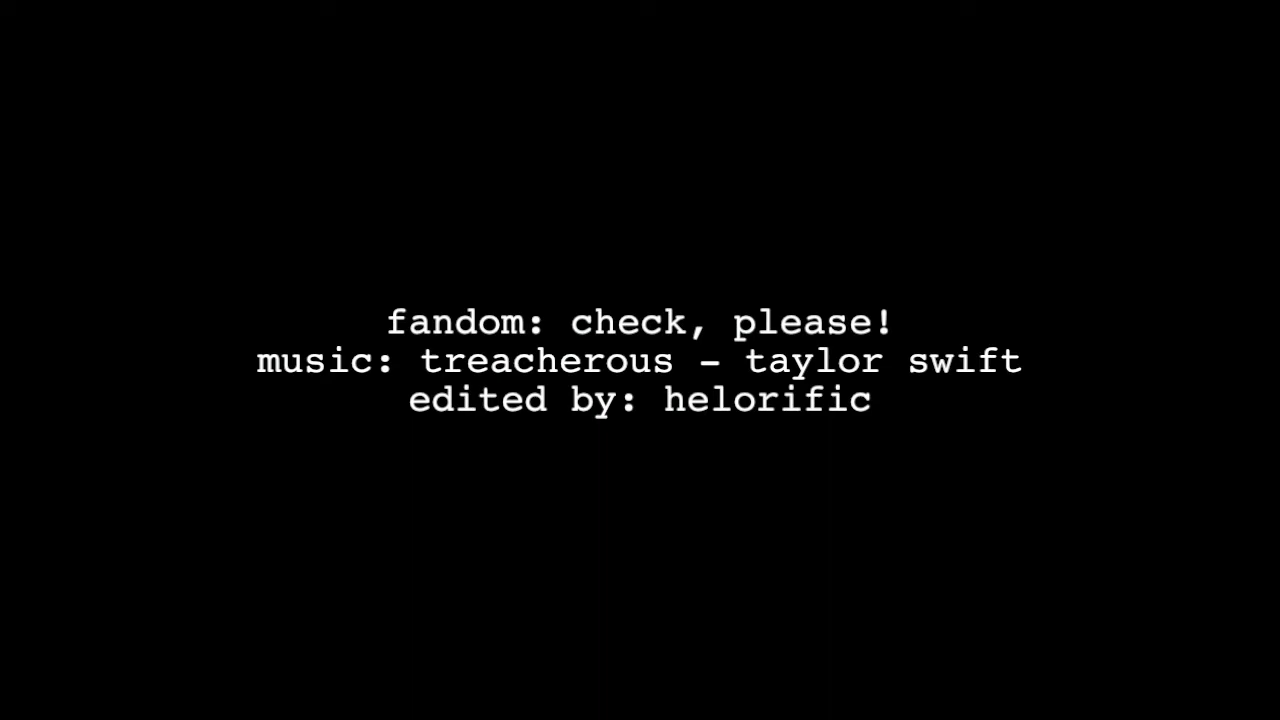 fandom: check, please!
music: treacherous - taylor swift
edited by: helorific